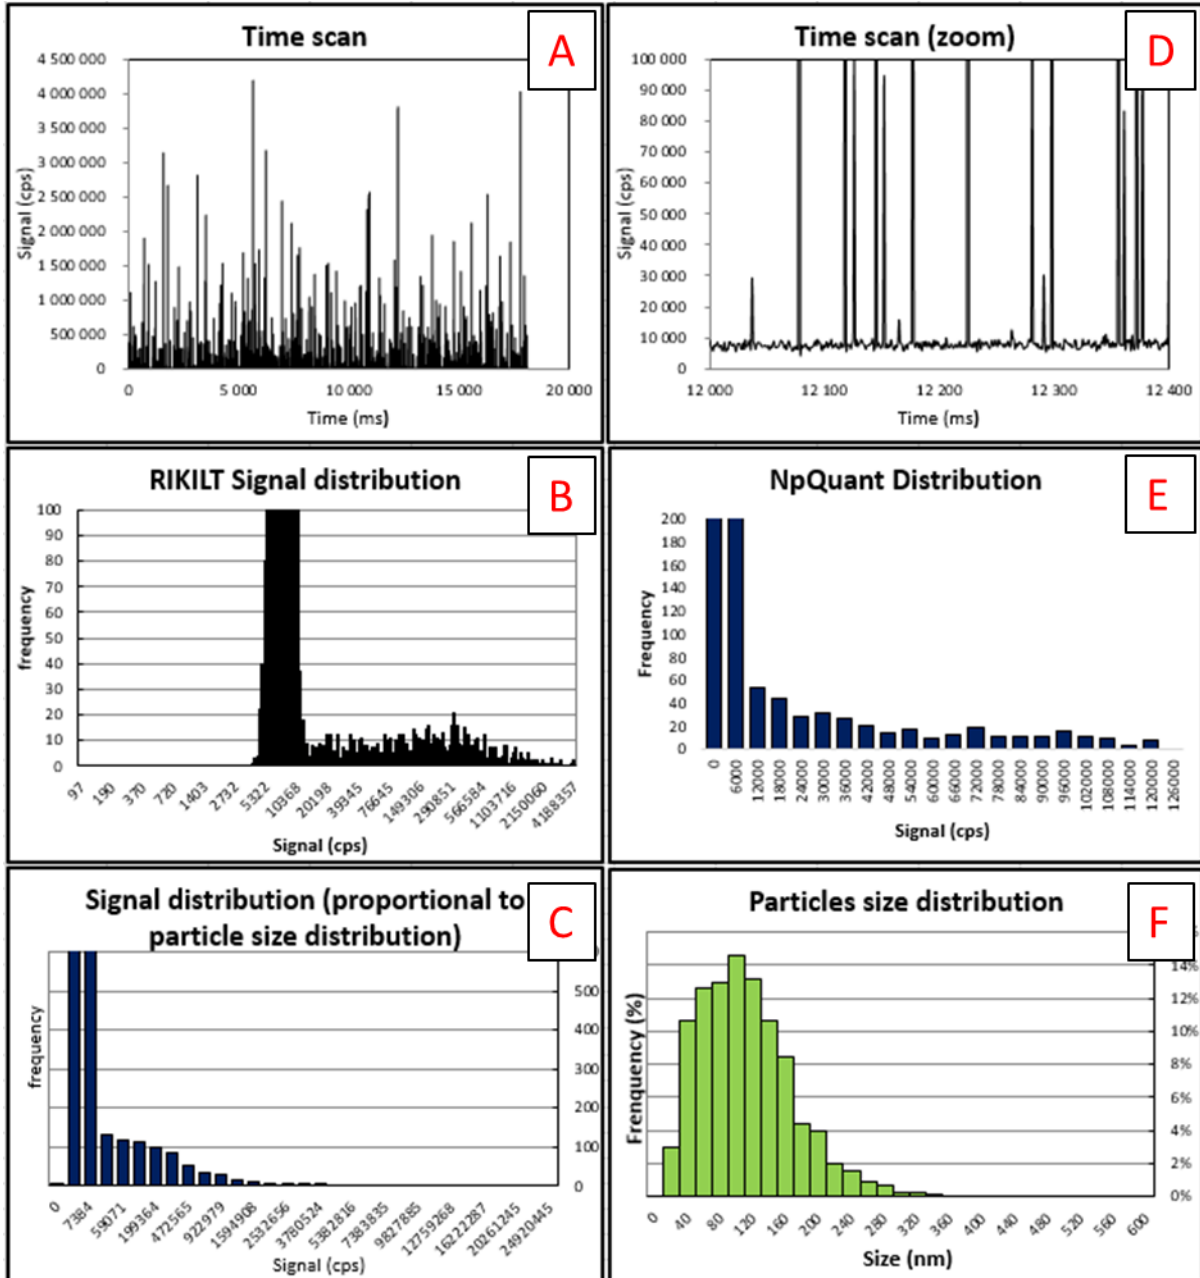 Time scan
A
4 500 000
4 000 000
3 500 000
3 000 000
2 500 000
2 000 000
1 500 000
1 000 000
500 000
0
Signal (cps)
0 5 000 10 000 15 000 20 000
Time (ms)
Time scan (zoom)
D
100 000
90 000
80 000
70 000
60 000
50 000
40 000
30 000
20 000
10 000
0
Signal (cps)
12 000 12 100 12 200 12 300 12 400
Time (ms)
RIKILT Signal distribution
B
100
90
80
70
60
50
40
30
20
10
0
frequency
97 190 370 720 1403 2732 5322 10368 20198 39345 76645 149306 290851 566584 1103716 2150060 4188357
Signal (cps)
NpQuant Distribution
E
200
180
160
140
120
100
80
60
40
20
0
Frequency
0 6000 12000 18000 24000 30000 36000 42000 48000 54000 60000 66000 72000 78000 84000 90000 96000 102000 108000 114000 120000 126000
Signal (cps)
Signal distribution (proportional to
particle size distribution)
C
500
400
300
200
100
0
frequency
0 7384 59071 199364 472565 922979 1594908 2532656 3780524 5382816 7383835 9827885 12759268 16222287 20261245 24920445
Signal (cps)
Particles size distribution
F
14%
12%
10%
8%
6%
4%
2%
0%
Frenquency (%)
0 40 80 120 160 200 240 280 320 360 400 440 480 520 560 600
Size (nm)